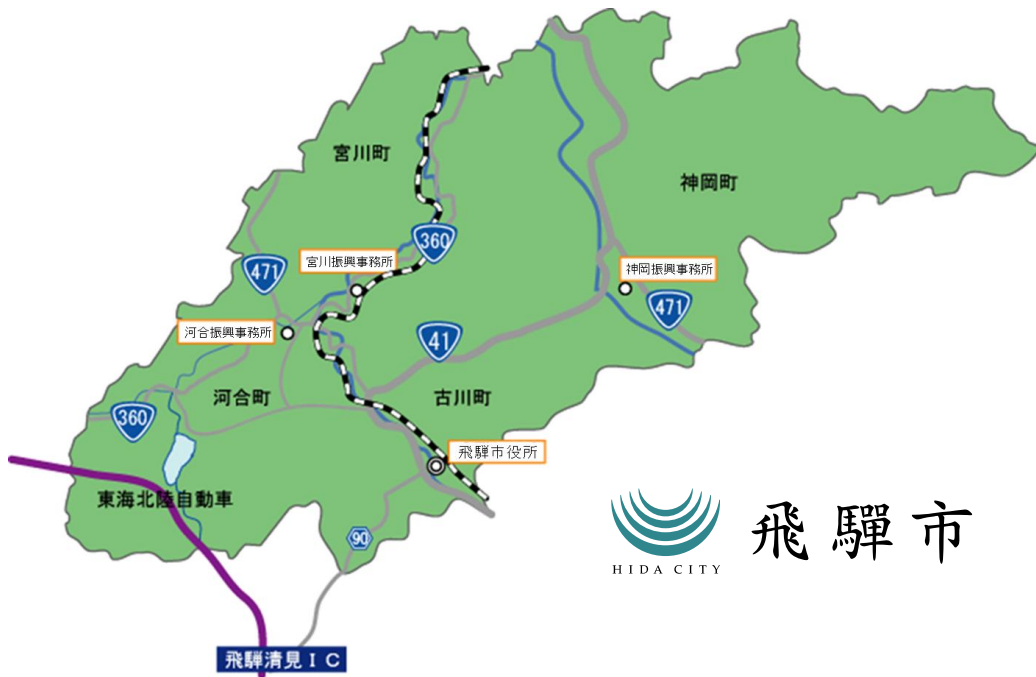 宮川町
神岡町
360
宮川振興事務所
471
神岡振興事務所
471
河合振興事務所
41
河合町
古川町
360
飛騨市役所
東海北陸自動車
飛驒市
HIDA CITY
90
飛騨清見ＩＣ